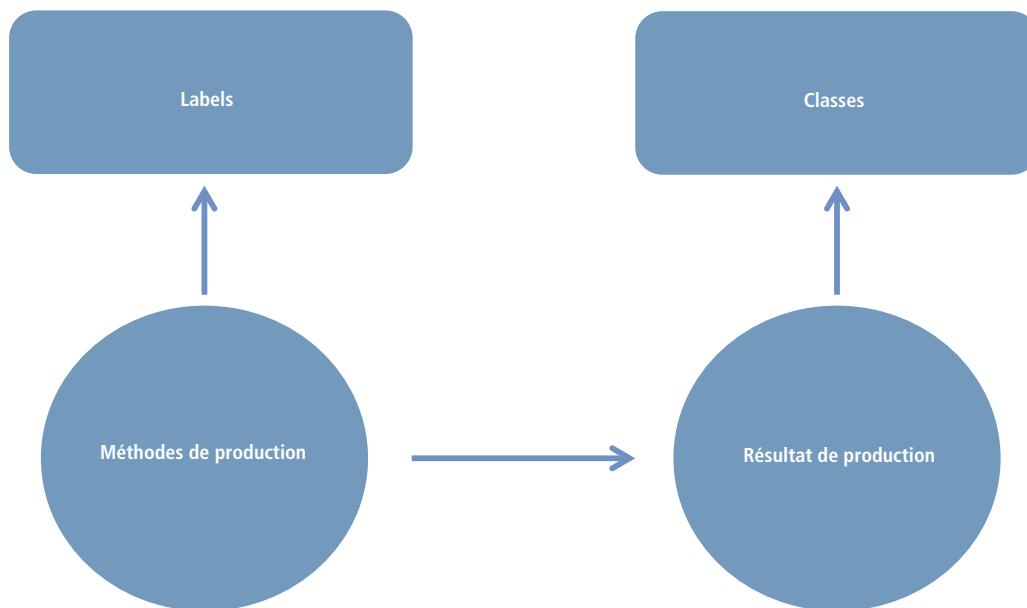 Labels
Classes
Méthodes de production
Résultat de production